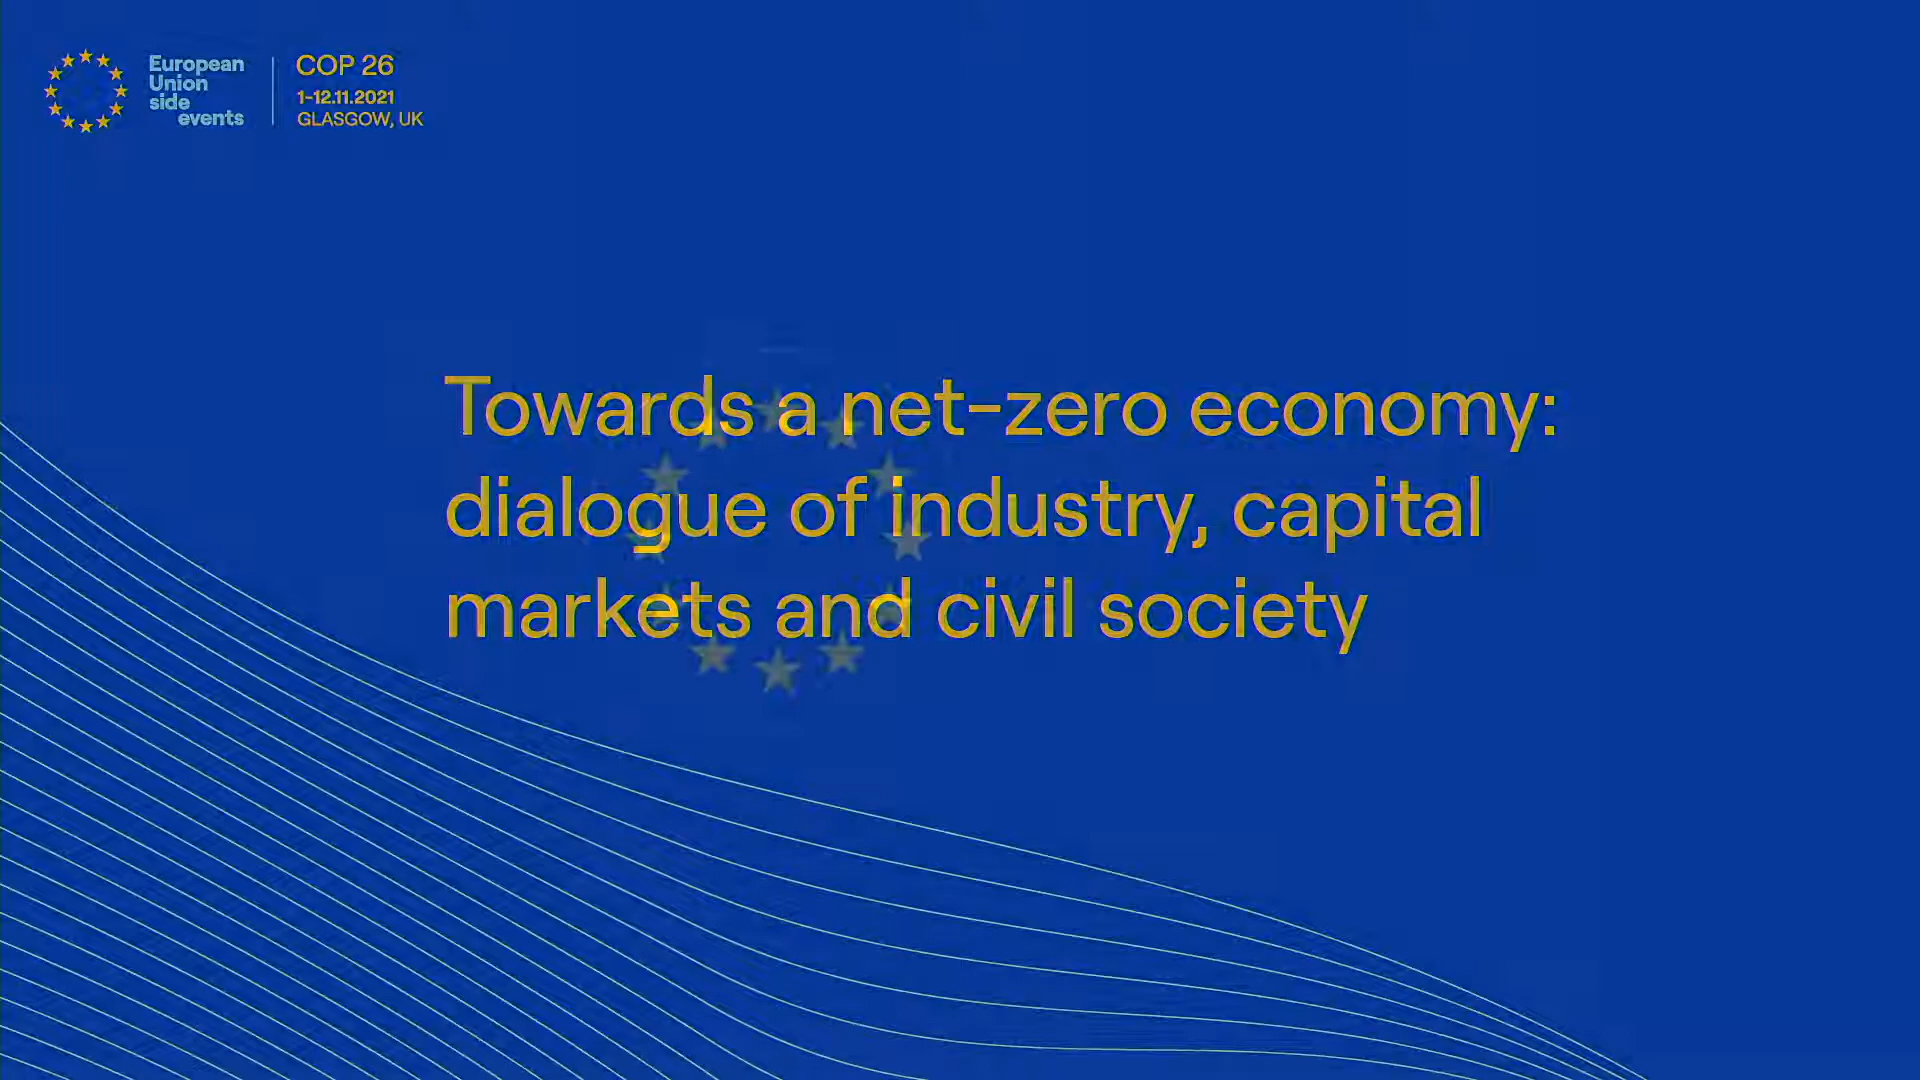 European
Union
side
events
COP 26
1-12.11.2021
GLASGOW, UK
Towards a net-zero economy:
dialogue of industry, capital
markets and civil society